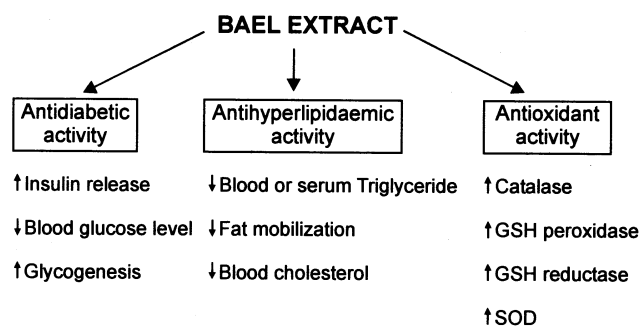 BAEL EXTRACT
Antidiabetic
activity
↑Insulin release
↓Blood glucose level
↑Glycogenesis
Antihyperlipidaemic
activity
↓Blood or serum Triglyceride
↓Fat mobilization
↓Blood cholesterol
Antioxidant
activity
↑Catalase
↑GSH peroxidase
↑GSH reductase
↑SOD